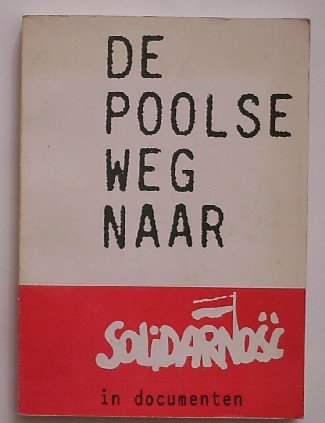 DE
POOLSE
WEG
NAAR
SOLiDARNOŚĆ
in documenten